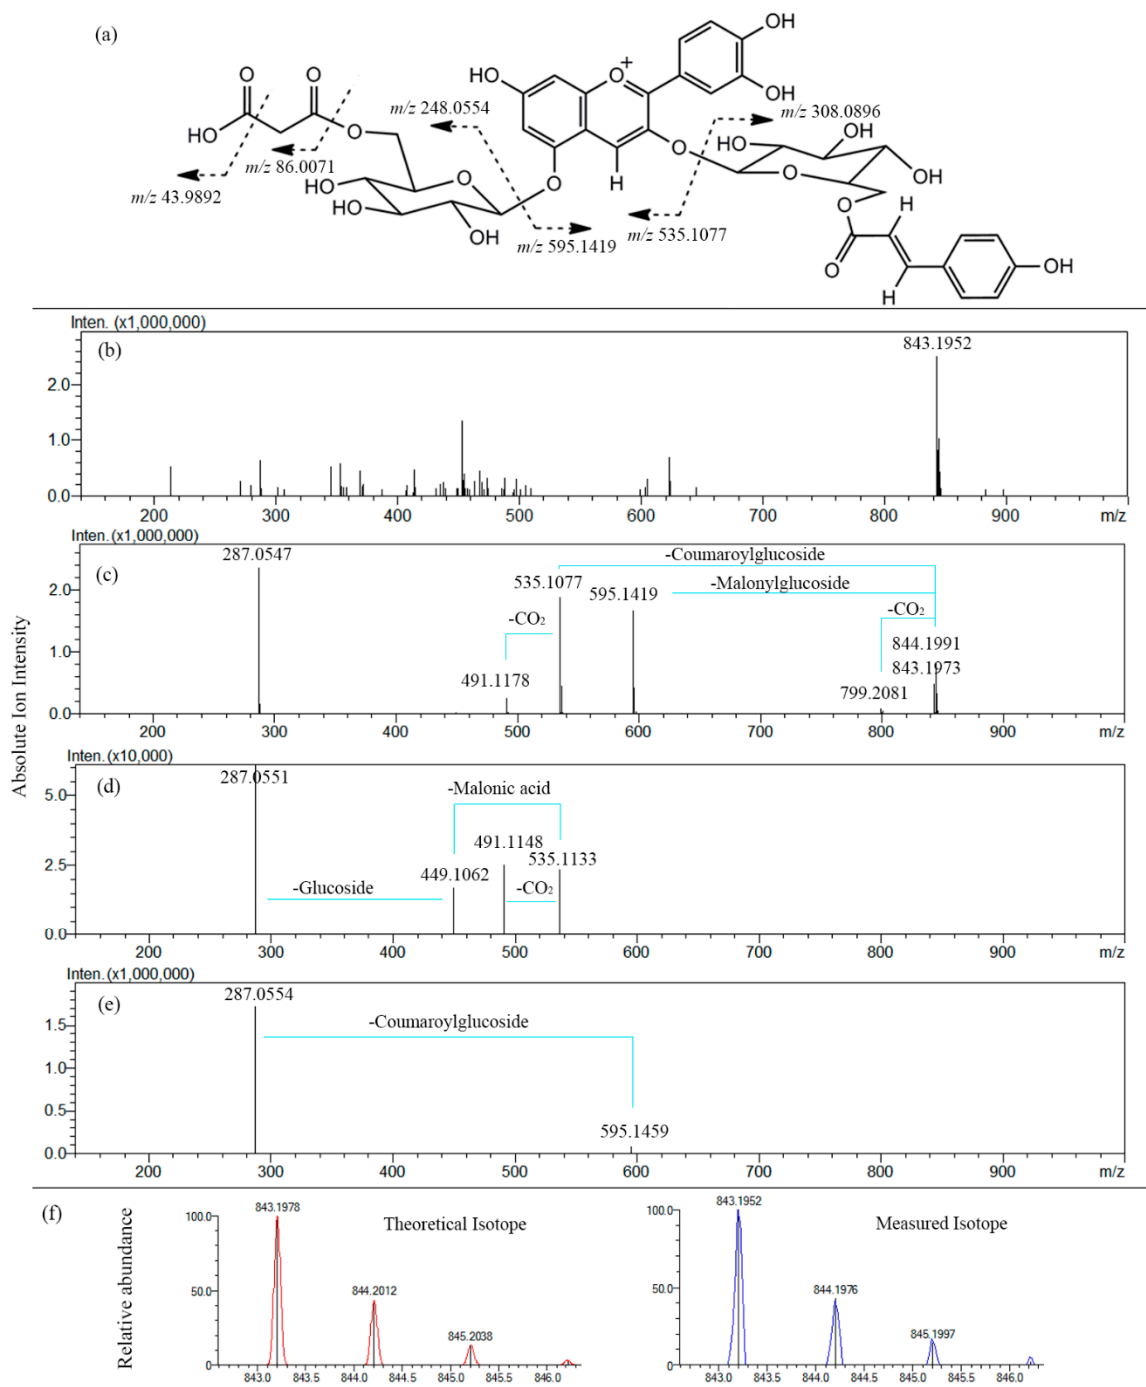 (a)
OH
O
O
HO
O
m/z 43.9892
m/z 86.0071
m/z 248.0554
HO
O+
OH
OH
m/z 308.0896
HO
OH
O
O
OH
O
H
O
HO
HO
O
OH
O
m/z 595.1419
m/z 535.1077
O
H
H
OH
Inten. (x1,000,000)
(b)
843.1952
2.0
1.0
0.0
200 300 400 500 600 700 800 900 m/z
Inten. (x1,000,000)
(c)
287.0547
-Coumaroylglucoside
535.1077
-Malonylglucoside
595.1419
2.0
-CO₂
-CO₂
844.1991
1.0
491.1178
843.1973
799.2081
0.0
200 300 400 500 600 700 800 900 m/z
Absolute Ion Intensity
Inten. (x10,000)
(d)
287.0551
-Malonic acid
5.0
491.1148
535.1133
2.5
449.1062
-Glucoside
-CO₂
0.0
200 300 400 500 600 700 800 900 m/z
Inten. (x1,000,000)
(e)
287.0554
-Coumaroylglucoside
1.5
1.0
0.5
595.1459
0.0
200 300 400 500 600 700 800 900 m/z
(f)
Relative abundance
843.1978
Theoretical Isotope
100.0
844.2012
50.0
845.2038
0
843.0 843.5 844.0 844.5 845.0 845.5 846.0
843.1952
Measured Isotope
100.0
844.1976
50.0
845.1997
0
843.0 843.5 844.0 844.5 845.0 845.5 846.0